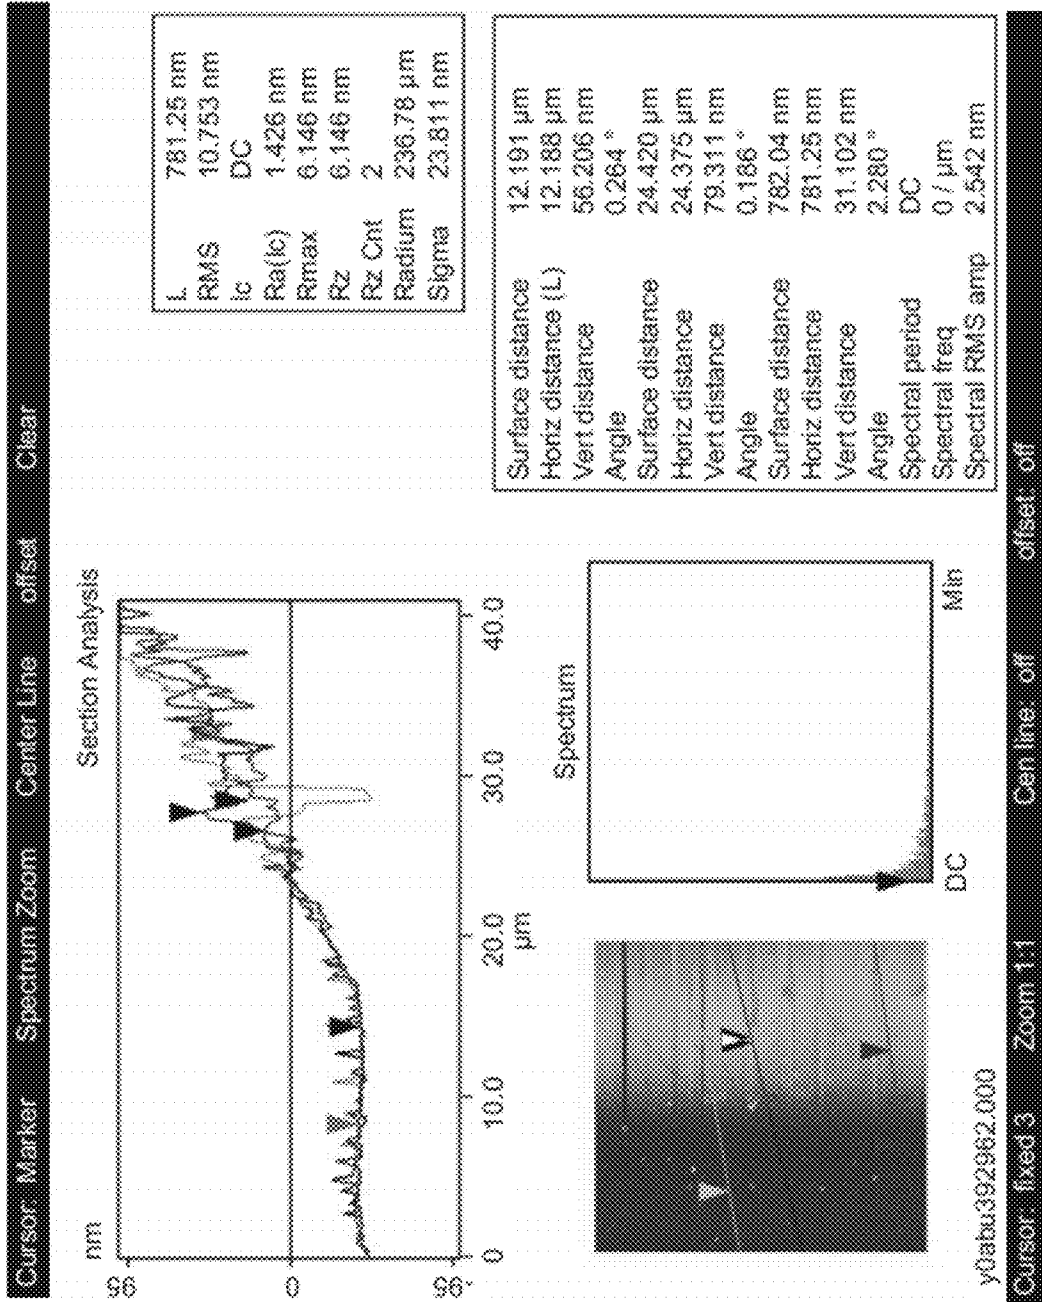 Cursor: Marker Spectrum Zoom Center Line offset Clear
Section Analysis
nm
95
0
-95
0 10.0 20.0 30.0 40.0
µm
L 781.25 nm
RMS 10.753 nm
lc DC
Ra(lc) 1.426 nm
Rmax 6.146 nm
Rz 6.146 nm
Rz Cnt 2
Radium 236.78 µm
Sigma 23.811 nm
Spectrum
DC Min
Surface distance 12.191 µm
Horiz distance (L) 12.188 µm
Vert distance 56.206 nm
Angle 0.264 °
Surface distance 24.420 µm
Horiz distance 24.375 µm
Vert distance 79.311 nm
Angle 0.186 °
Surface distance 782.04 nm
Horiz distance 781.25 nm
Vert distance 31.102 nm
Angle 2.280 °
Spectral period DC
Spectral freq 0 / µm
Spectral RMS amp 2.542 nm
y0abu392962.000
Cursor: fixed 3 Zoom 1:1 Cen line: off offset: off